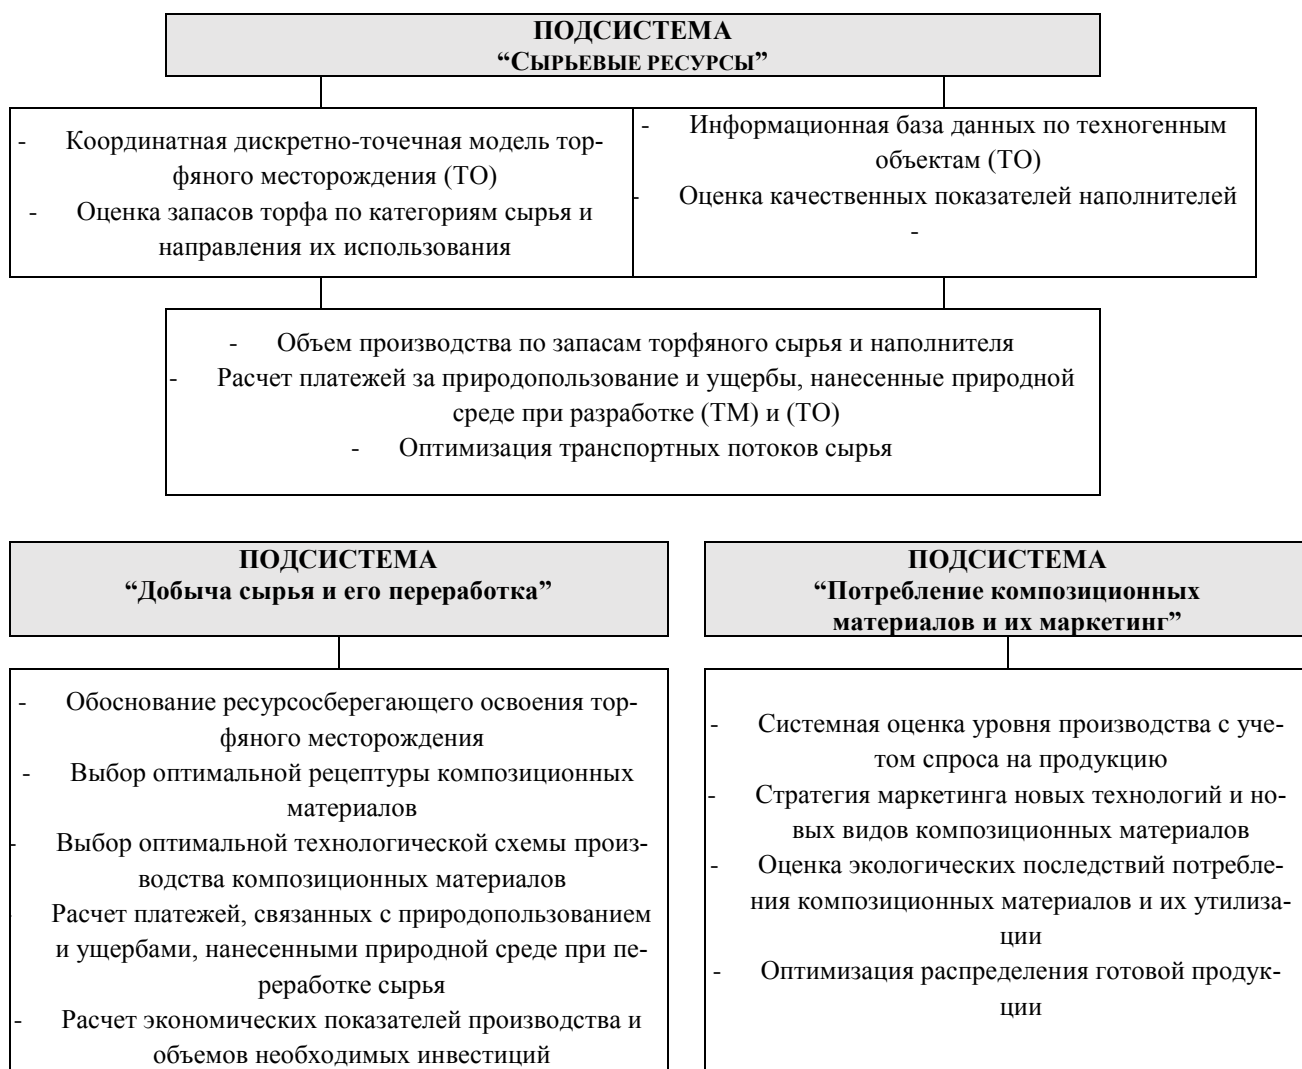 ПОДСИСТЕМА
“СЫРЬЕВЫЕ РЕСУРСЫ”
- Координатная дискретно-точечная модель тор-
фяного месторождения (ТО)
- Оценка запасов торфа по категориям сырья и
направления их использования
- Информационная база данных по техногенным
объектам (ТО)
- Оценка качественных показателей наполнителей
-
- Объем производства по запасам торфяного сырья и наполнителя
- Расчет платежей за природопользование и ущербы, нанесенные природной
среде при разработке (ТМ) и (ТО)
- Оптимизация транспортных потоков сырья
ПОДСИСТЕМА
“Добыча сырья и его переработка”
- Обоснование ресурсосберегающего освоения тор-
фяного месторождения
- Выбор оптимальной рецептуры композиционных
материалов
- Выбор оптимальной технологической схемы произ-
водства композиционных материалов
- Расчет платежей, связанных с природопользованием
и ущербами, нанесенными природной среде при пе-
реработке сырья
- Расчет экономических показателей производства и
объемов необходимых инвестиций
ПОДСИСТЕМА
“Потребление композиционных
материалов и их маркетинг”
- Системная оценка уровня производства с уче-
том спроса на продукцию
- Стратегия маркетинга новых технологий и но-
вых видов композиционных материалов
- Оценка экологических последствий потребле-
ния композиционных материалов и их утилиза-
ции
- Оптимизация распределения готовой продук-
ции